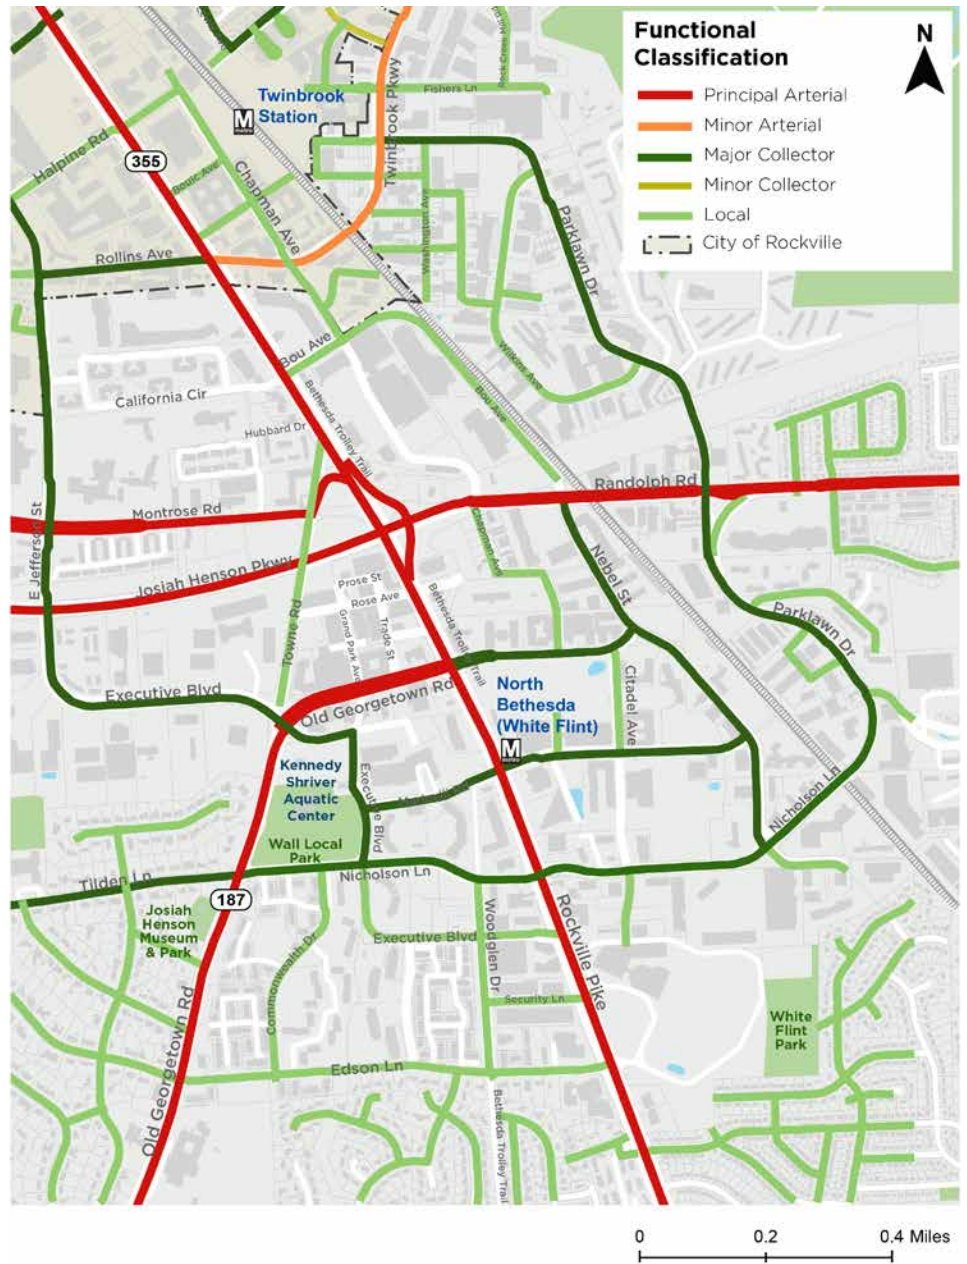 Functional
Classification
Principal Arterial
Minor Arterial
Major Collector
Minor Collector
Local
City of Rockville
N
Twinbrook
Station
M
Fishers Ln
Twinbrook Pkwy
Halpine Rd
355
Chapman Ave
Washington Ave
Parklawn Dr
Rollins Ave
Bou Ave
Wilkins Ave
Bou Ave
California Cir
Bethesda Trolley Trail
Hubbard Dr
Randolph Rd
Montrose Rd
E Jefferson St
Chapman Ave
Josiah Henson Pkwy
Nebel St
Prose St
Rose Ave
Grand Park Ave
Trade St
Bethesda Trolley Trail
Towne Rd
Parklawn Dr
Executive Blvd
Old Georgetown Rd
North
Bethesda
(White Flint)
M
Citadel Ave
Kennedy
Shriver
Aquatic
Center
Executive Blvd
Nicholson Ln
Wall Local
Park
Nicholson Ln
Tilden Ln
187
Josiah
Henson
Museum
& Park
Woodglen Dr
Rockville Pike
Executive Blvd
Commonwealth Dr
Security Ln
White
Flint
Park
Old Georgetown Rd
Edson Ln
Bethesda Trolley Trail
0 0.2 0.4 Miles